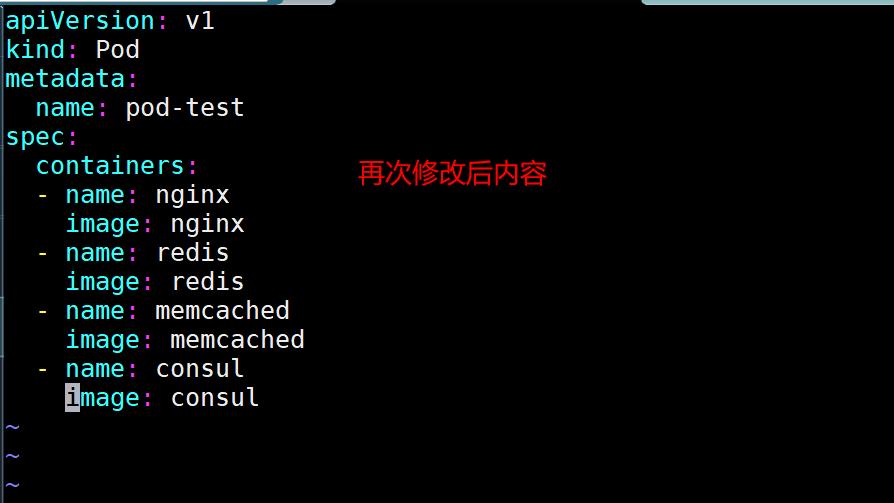 apiVersion: v1
kind: Pod
metadata:
  name: pod-test
spec:
  containers:
再次修改后内容
  - name: nginx
    image: nginx
  - name: redis
    image: redis
  - name: memcached
    image: memcached
  - name: consul
    image: consul
~
~
~